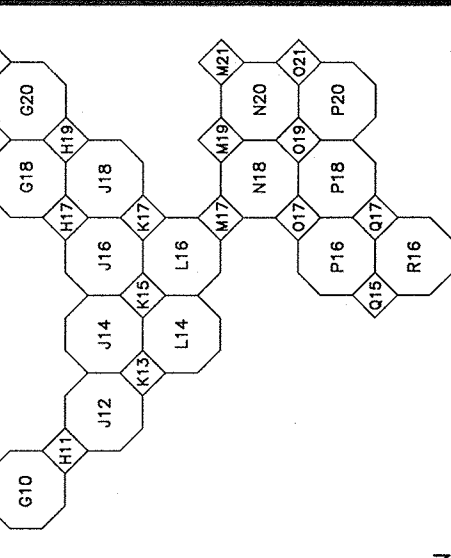 G10 G18 G20
H11 H17 H19
J12 J14 J16 J18
K13 K15 K17
L14 L16
M17 M19 M21
N18 N20
O17 O19 O21
P16 P18 P20
Q15 Q17
R16